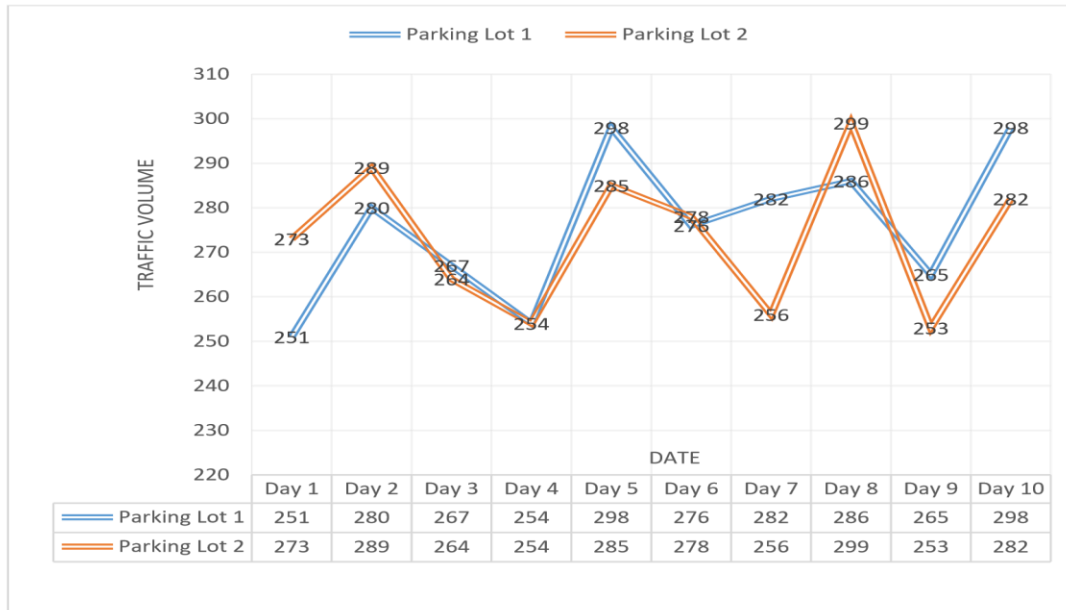 Parking Lot 1 Parking Lot 2
310
300
290
280
270
260
250
240
230
220
TRAFFIC VOLUME
251 280 267 254 298 276 282 286 265 298
273 289 264 285 278 256 299 253 282
DATE
Day 1 Day 2 Day 3 Day 4 Day 5 Day 6 Day 7 Day 8 Day 9 Day 10
Parking Lot 1 251 280 267 254 298 276 282 286 265 298
Parking Lot 2 273 289 264 254 285 278 256 299 253 282